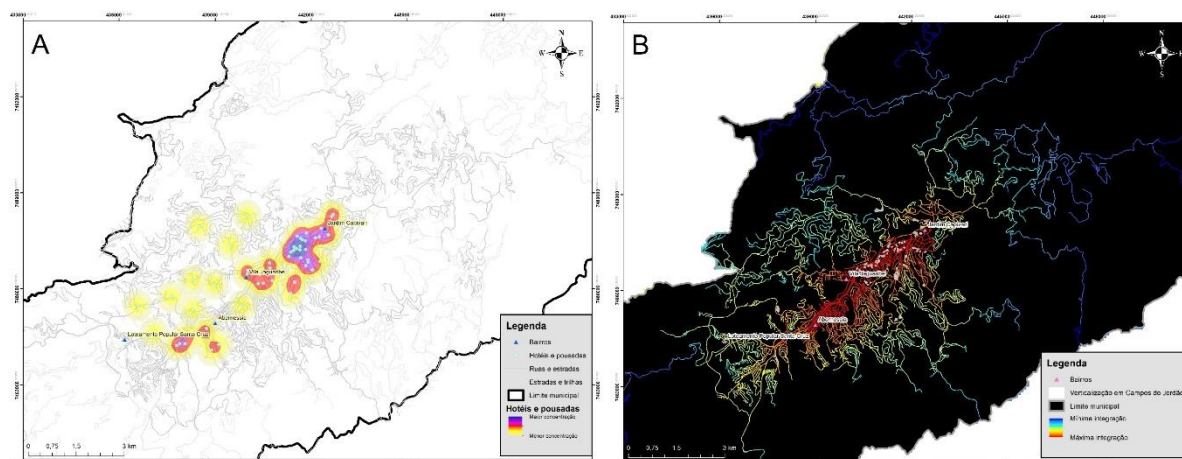 A
N
W E
S
Jardim Capivari
Vila Jaguaribe
Abernéssia
Loteamento Popular Santa Cruz
Legenda
Bairros
Hotéis e pousadas
Ruas e estradas
Estradas e trilhas
Limite municipal
Hotéis e pousadas
Maior concentração
Menor concentração
0 0,75 1,5 3 km
B
N
W E
S
Jardim Capivari
Vila Jaguaribe
Abernéssia
Loteamento Popular Santa Cruz
Legenda
Bairros
Verticalização em Campos do Jordão
Limite municipal
Mínima integração
Máxima integração
0 0,75 1,5 3 km